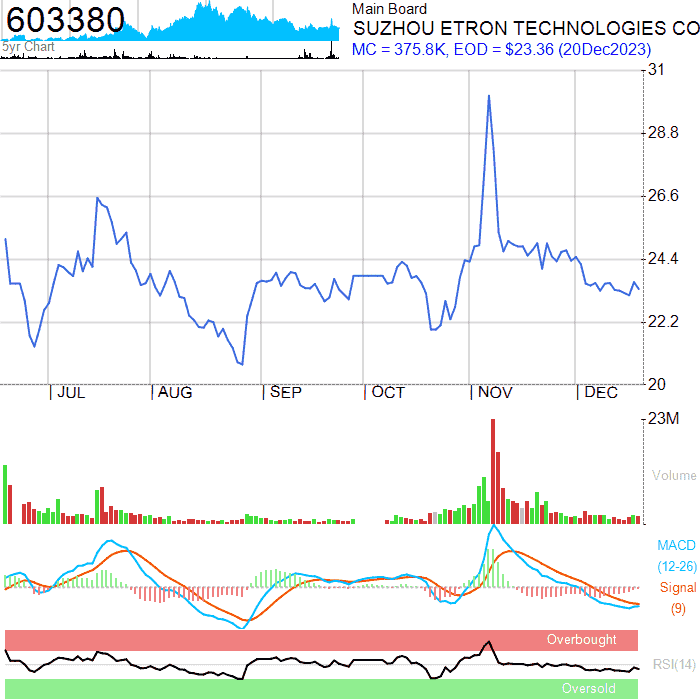 603380
5yr Chart
Main Board
SUZHOU ETRON TECHNOLOGIES CO
MC = 375.8K, EOD = $23.36 (20Dec2023)
31
28.8
26.6
24.4
22.2
20
JUL AUG SEP OCT NOV DEC
23M
Volume
MACD
(12-26)
Signal
(9)
Overbought
RSI(14)
Oversold